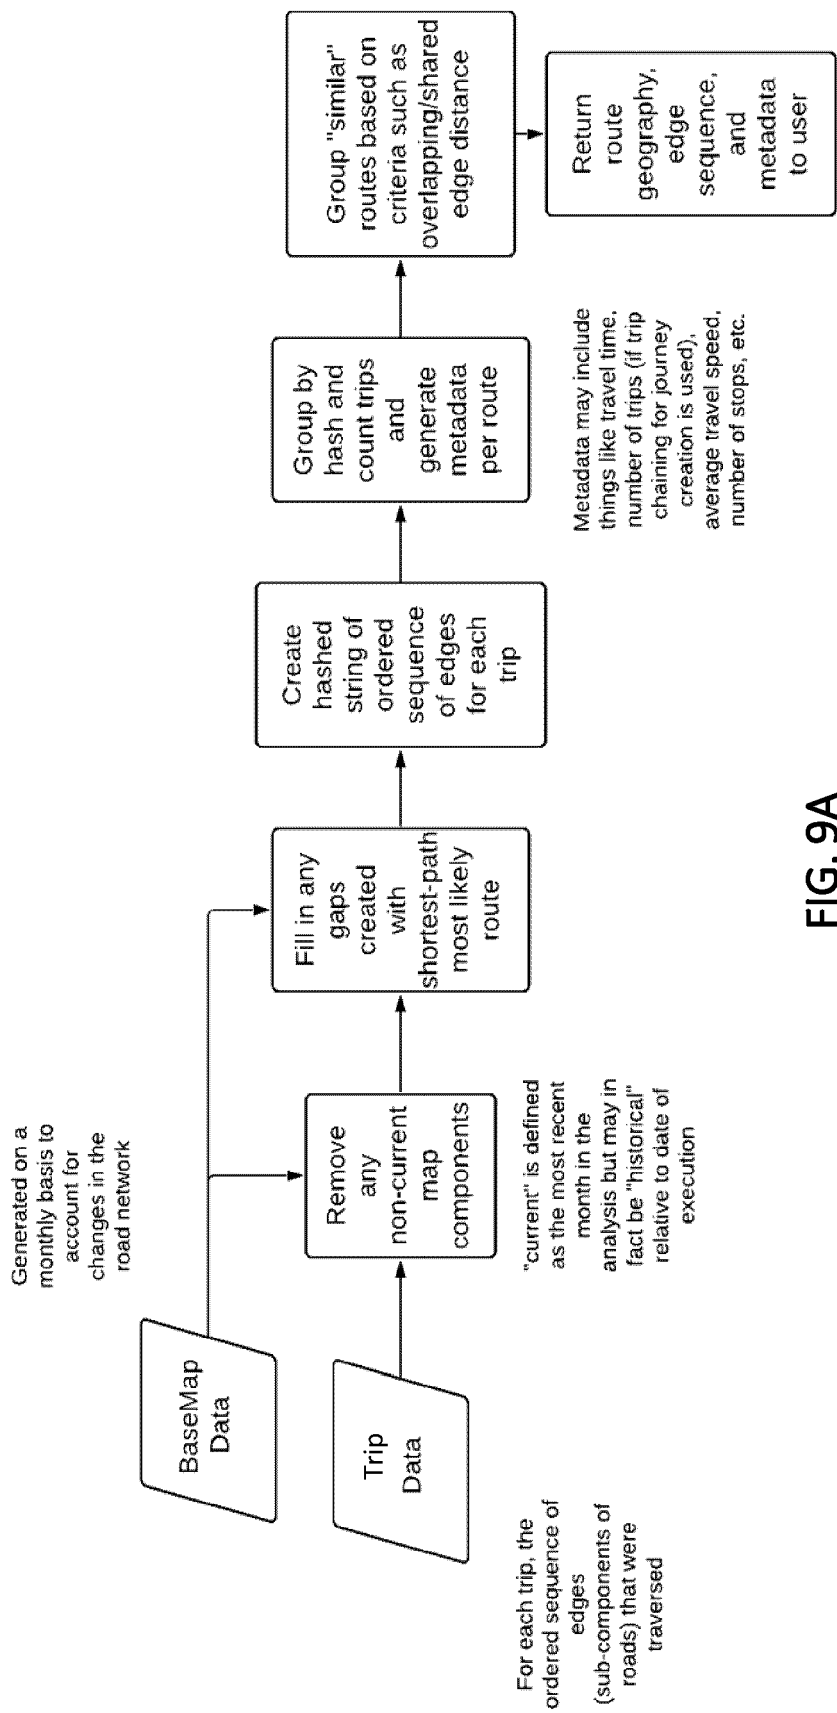 Generated on a
monthly basis to
account for
changes in the
road network
BaseMap
Data
Trip
Data
For each trip, the
ordered sequence of
edges
(sub-components of
roads) that were
traversed
Remove
any
non-current
map
components
"current" is defined
as the most recent
month in the
analysis but may in
fact be "historical"
relative to date of
execution
Fill in any
gaps
created
with
shortest-path
most likely
route
Create
hashed
string of
ordered
sequence
of edges
for each
trip
Group by
hash and
count trips
and
generate
metadata
per route
Metadata may include
things like travel time,
number of trips (if trip
chaining for journey
creation is used),
average travel speed,
number of stops, etc.
Group "similar"
routes based on
criteria such as
overlapping/shared
edge distance
Return
route
geography,
edge
sequence,
and
metadata
to user
FIG. 9A